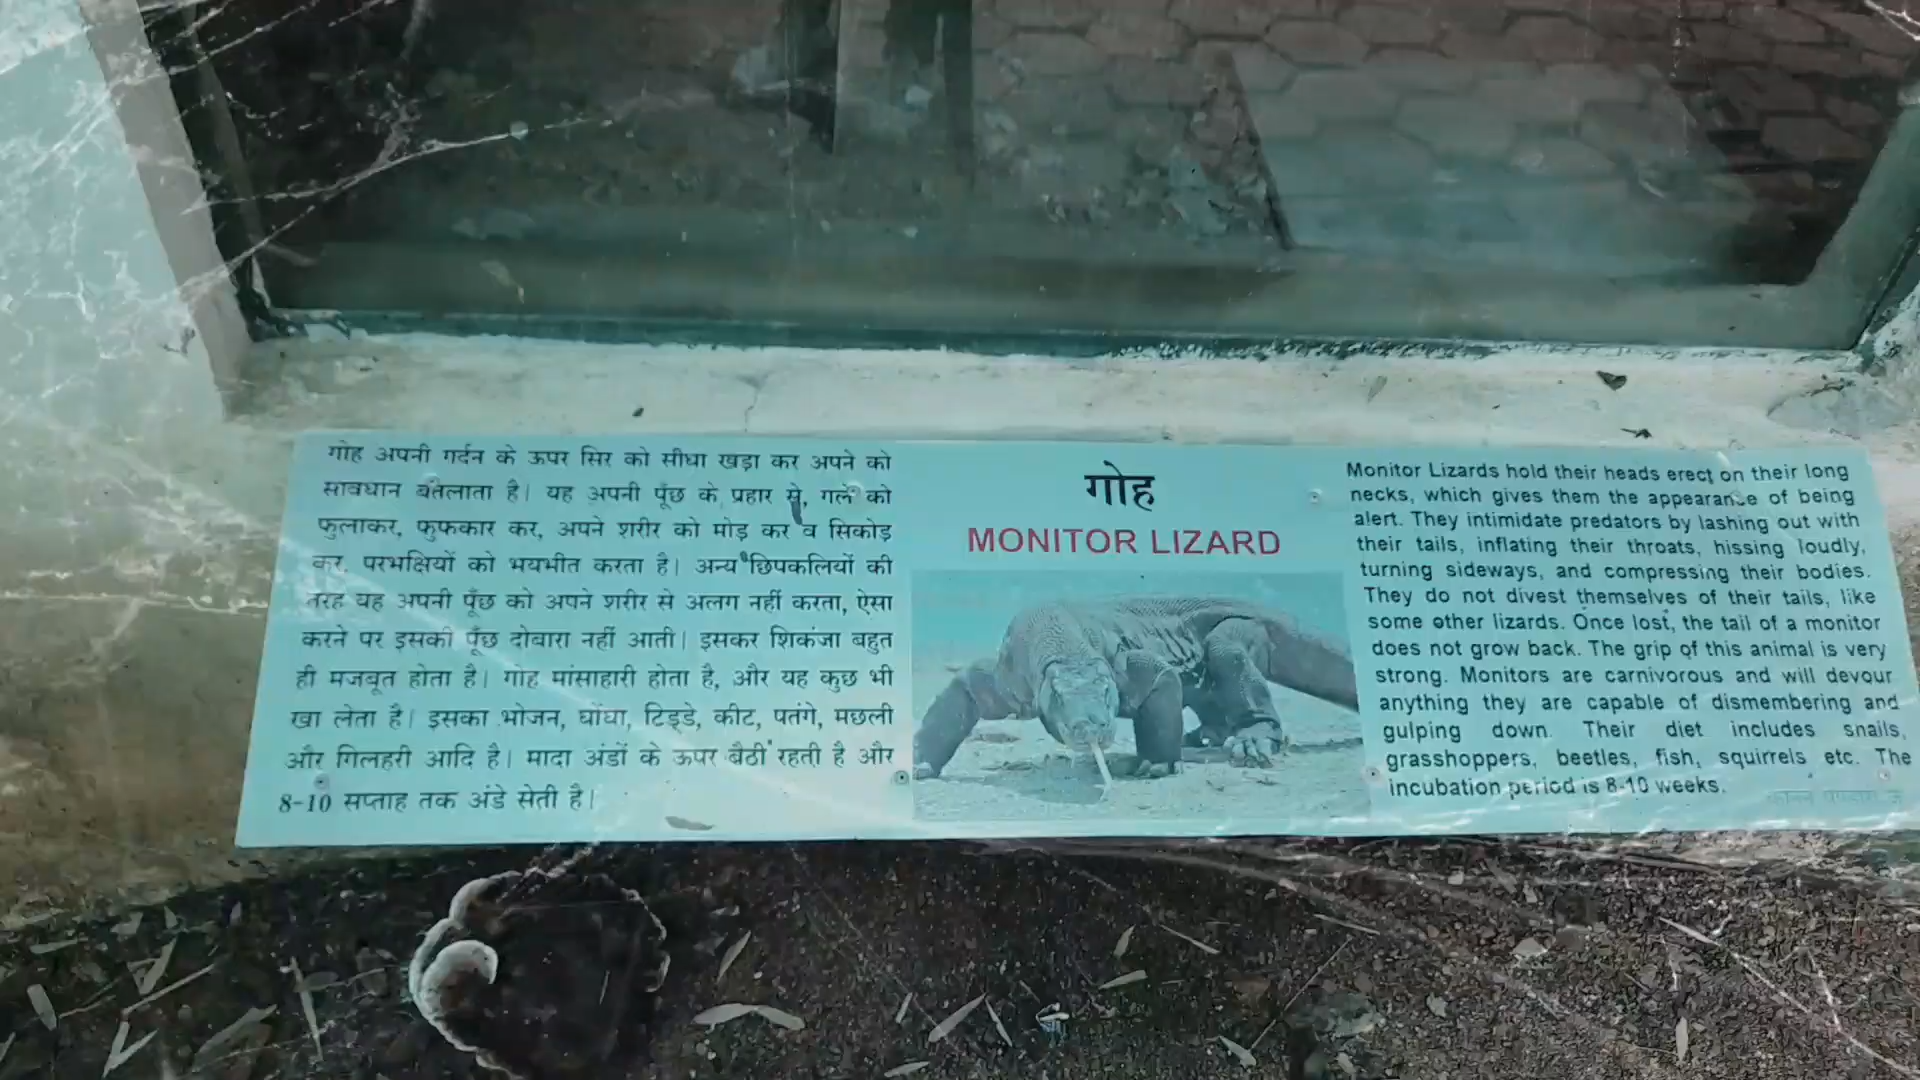 गोह अपनी गर्दन के ऊपर सिर को सीधा खड़ा कर अपने को
सावधान बतलाता है। यह अपनी पूँछ के प्रहार से, गले को
फुलाकर, फुफकार कर, अपने शरीर को मोड़ कर व सिकोड़
कर, परभक्षियों को भयभीत करता है। अन्य छिपकलियों की
तरह यह अपनी पूँछ को अपने शरीर से अलग नहीं करता, ऐसा
करने पर इसकी पूँछ दोबारा नहीं आती। इसकर शिकंजा बहुत
ही मजबूत होता है। गोह मांसाहारी होता है, और यह कुछ भी
खा लेता है। इसका भोजन, घोंघा, टिड्डे, कीट, पतंगे, मछली
और गिलहरी आदि है। मादा अंडों के ऊपर बैठी रहती है और
8-10 सप्ताह तक अंडे सेती है।
गोह
MONITOR LIZARD
Monitor Lizards hold their heads erect on their long
necks, which gives them the appearance of being
alert. They intimidate predators by lashing out with
their tails, inflating their throats, hissing loudly,
turning sideways, and compressing their bodies.
They do not divest themselves of their tails, like
some other lizards. Once lost, the tail of a monitor
does not grow back. The grip of this animal is very
strong. Monitors are carnivorous and will devour
anything they are capable of dismembering and
gulping down. Their diet includes snails,
grasshoppers, beetles, fish, squirrels etc. The
incubation period is 8-10 weeks.